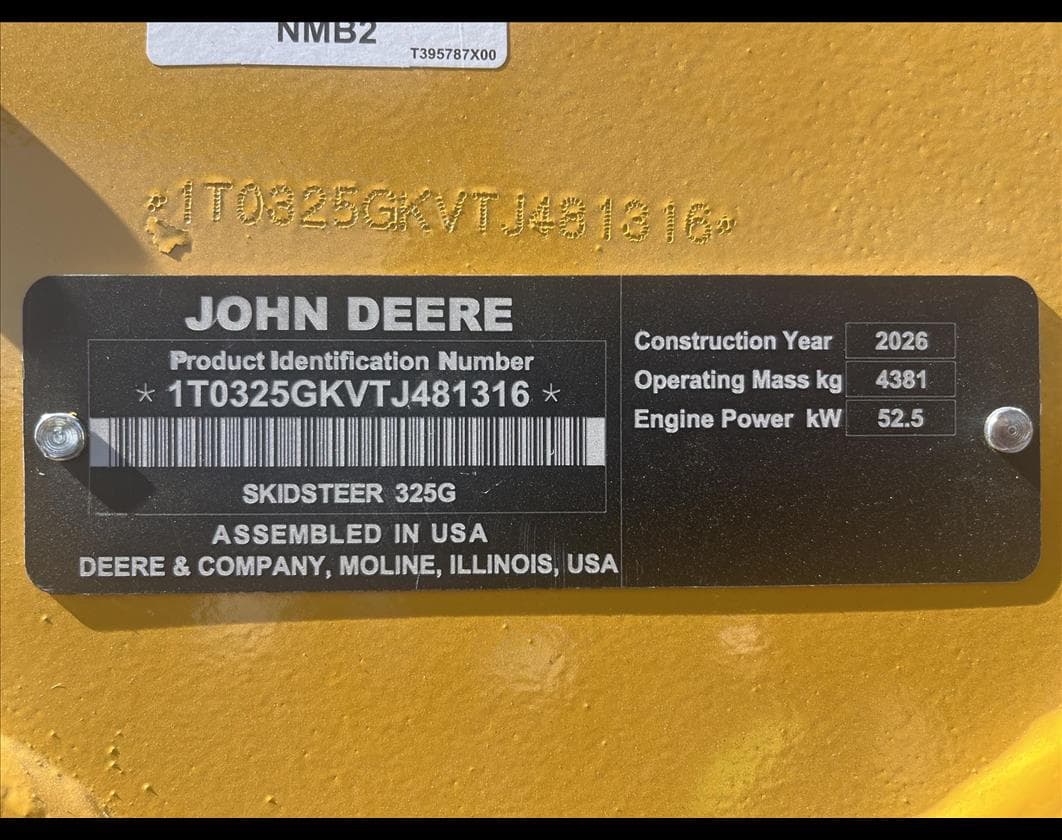 NMB2
T395787X00
*1T0325GKVTJ481316*
JOHN DEERE
Product Identification Number
* 1T0325GKVTJ481316 *
SKIDSTEER 325G
ASSEMBLED IN USA
DEERE & COMPANY, MOLINE, ILLINOIS, USA
Construction Year 2026
Operating Mass kg 4381
Engine Power kW 52.5